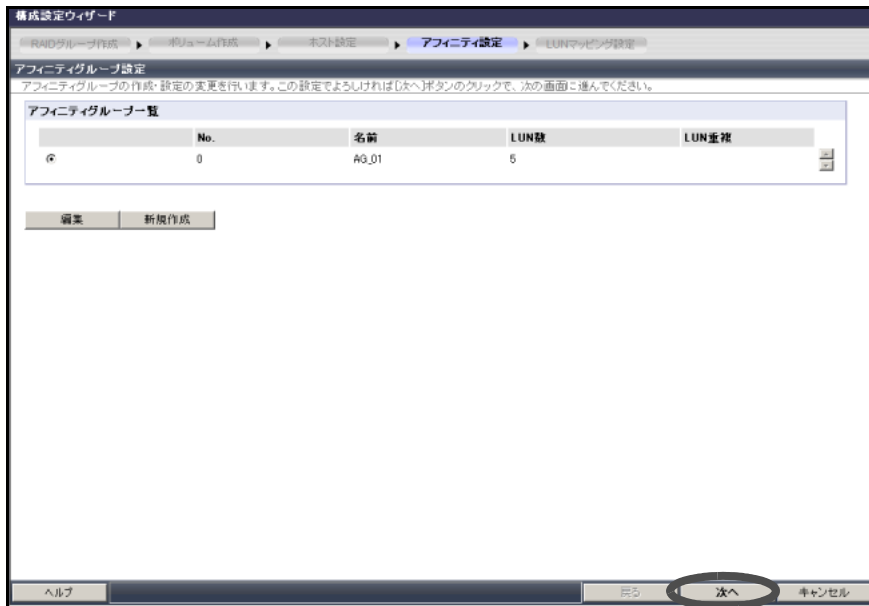 構成設定ウィザード
RAIDグループ作成 ボリューム作成 ホスト設定 アフィニティ設定 LUNマッピング設定
アフィニティグループ設定
アフィニティグループの作成・設定の変更を行います。この設定でよろしければ[次へ]ボタンのクリックで、次の画面に進んでください。
アフィニティグループ一覧
No. 名前 LUN数 LUN重複
0 AG_01 5
編集 新規作成
ヘルプ 戻る 次へ キャンセル